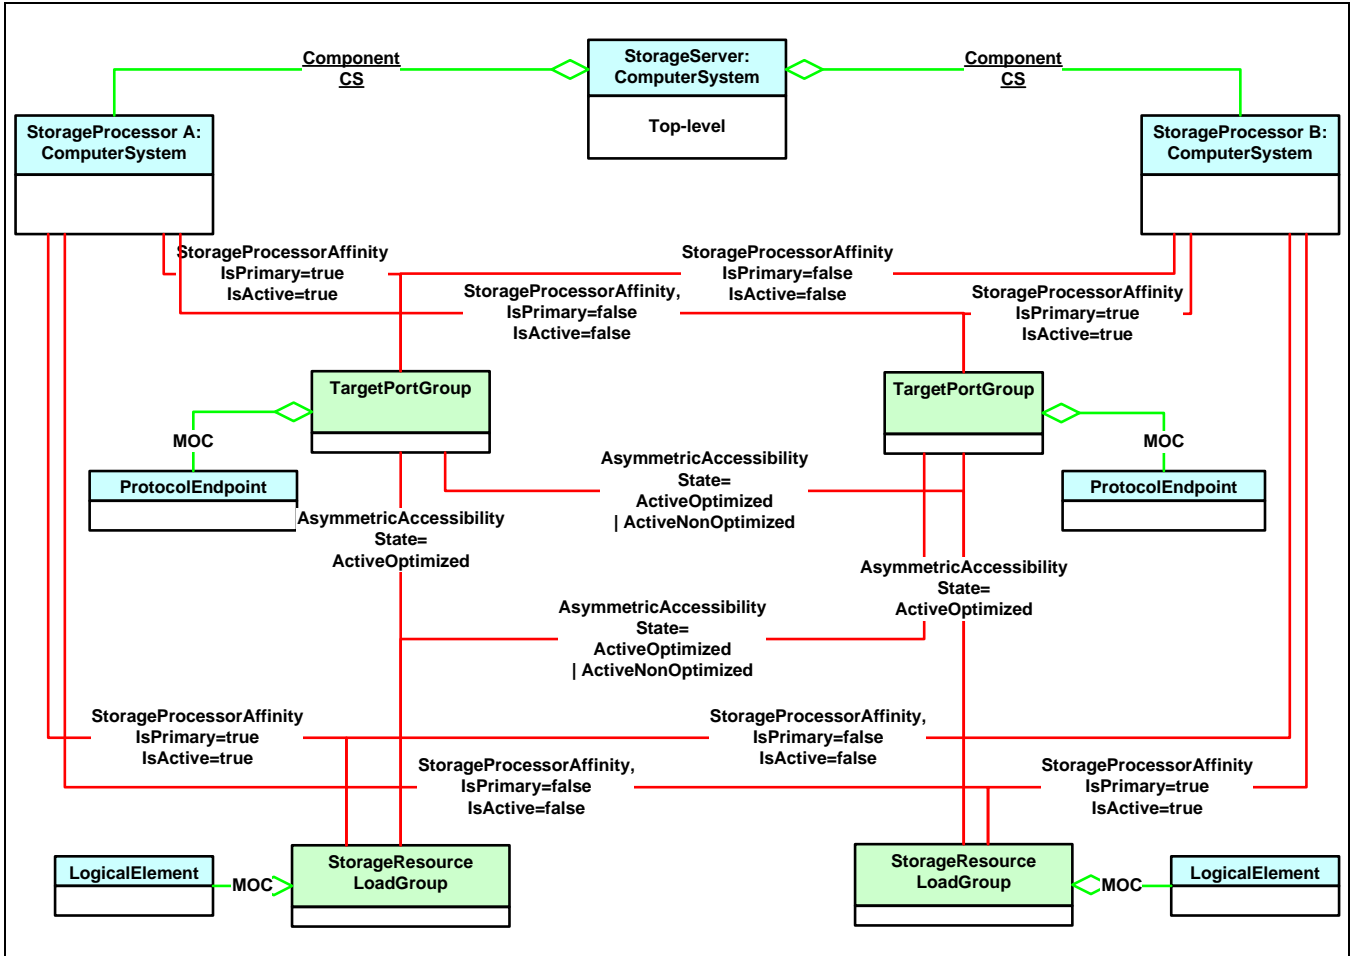 Component
CS
StorageServer:
ComputerSystem
Top-level
Component
CS
StorageProcessor A:
ComputerSystem
StorageProcessor B:
ComputerSystem
StorageProcessorAffinity
IsPrimary=true
IsActive=true
StorageProcessorAffinity
IsPrimary=false
IsActive=false
StorageProcessorAffinity,
IsPrimary=false
IsActive=false
StorageProcessorAffinity
IsPrimary=true
IsActive=true
TargetPortGroup
TargetPortGroup
MOC
MOC
ProtocolEndpoint
ProtocolEndpoint
AsymmetricAccessibility
State=
ActiveOptimized
| ActiveNonOptimized
AsymmetricAccessibility
State=
ActiveOptimized
AsymmetricAccessibility
State=
ActiveOptimized
AsymmetricAccessibility
State=
ActiveOptimized
| ActiveNonOptimized
StorageProcessorAffinity
IsPrimary=true
IsActive=true
StorageProcessorAffinity,
IsPrimary=false
IsActive=false
StorageProcessorAffinity,
IsPrimary=false
IsActive=false
StorageProcessorAffinity
IsPrimary=true
IsActive=true
LogicalElement
MOC
StorageResource
LoadGroup
StorageResource
LoadGroup
MOC
LogicalElement